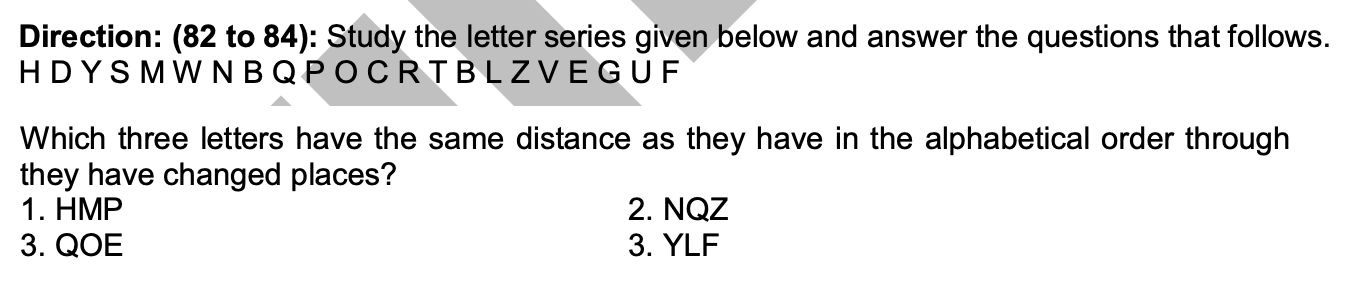 Direction: (82 to 84): Study the letter series given below and answer the questions that follows.
H D Y S M W N B Q P O C R T B L Z V E G U F
Which three letters have the same distance as they have in the alphabetical order through
they have changed places?
1. HMP 2. NQZ
3. QOE 3. YLF